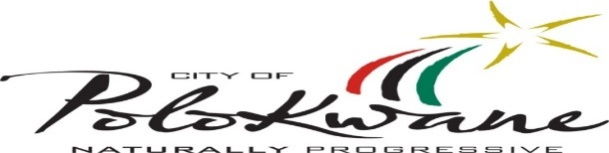 CITY OF
PoloKwane
NATURALLY PROGRESSIVE